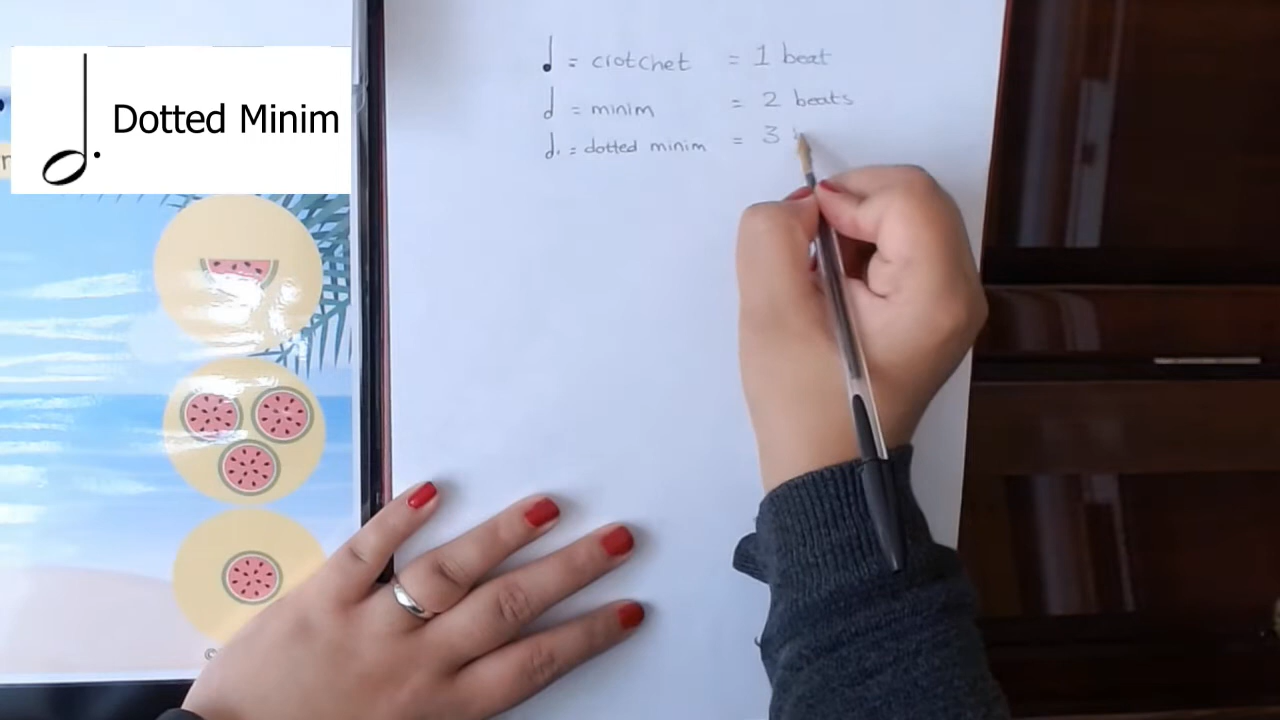 Dotted Minim
= crotchet = 1 beat
= minim = 2 beats
= dotted minim = 3